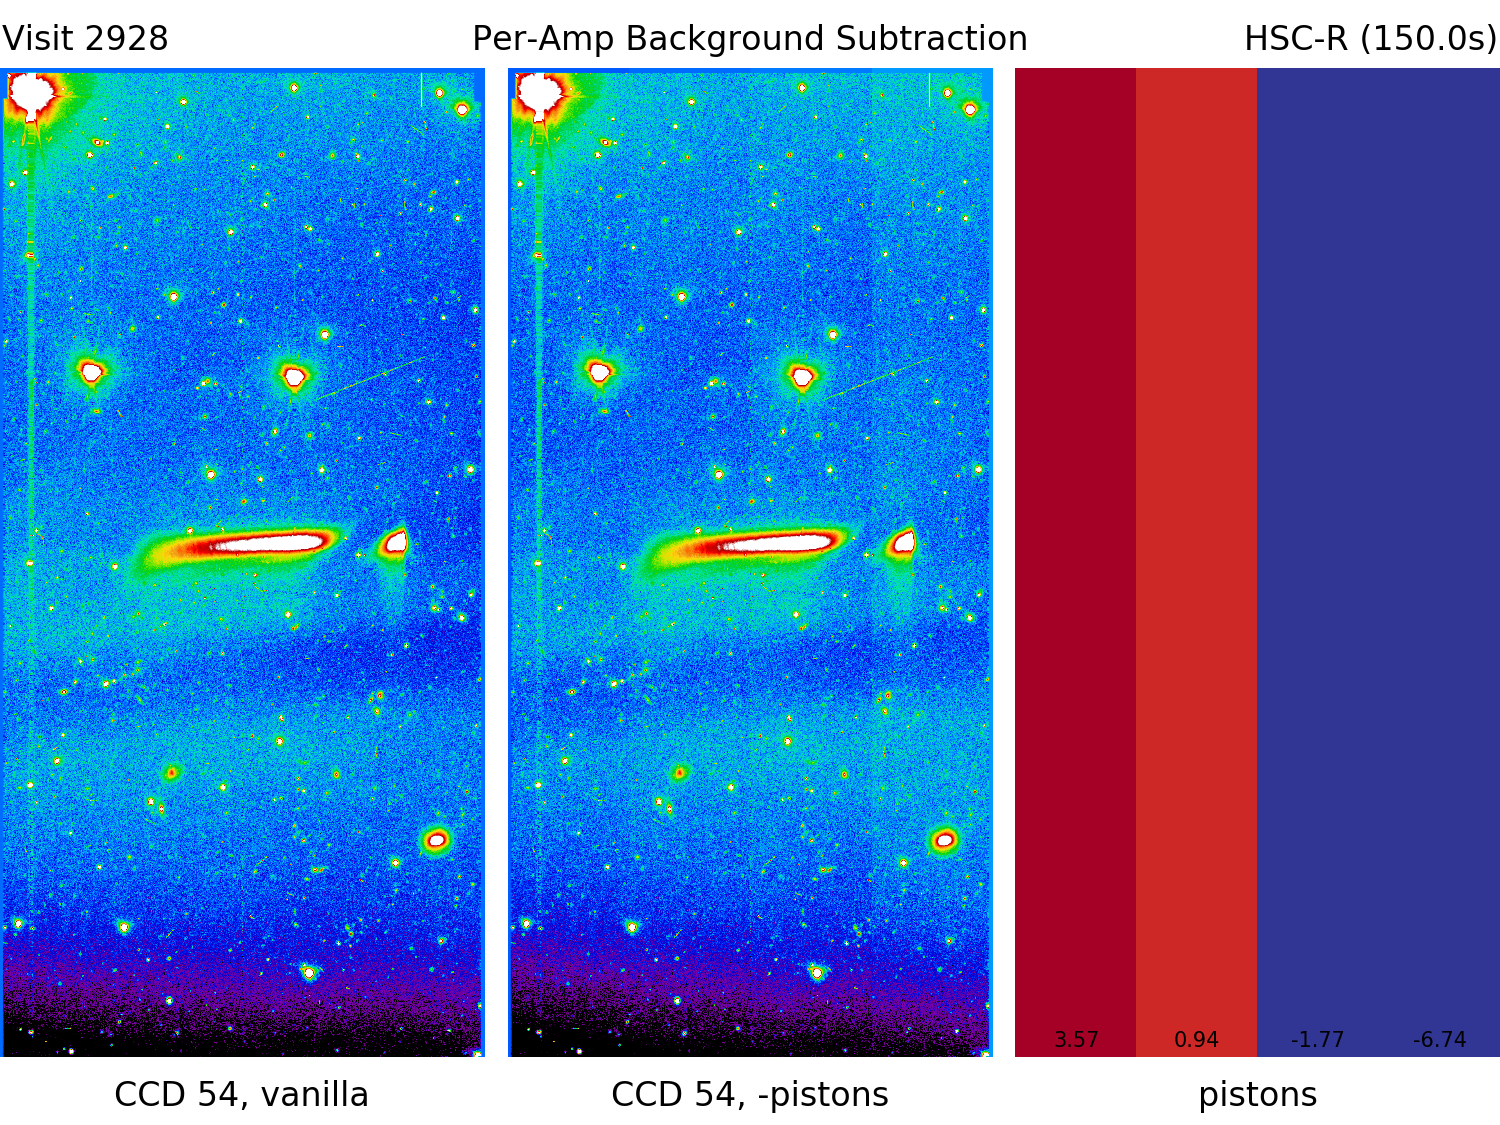 Visit 2928
Per-Amp Background Subtraction
HSC-R (150.0s)
3.57
0.94
-1.77
-6.74
CCD 54, vanilla
CCD 54, -pistons
pistons